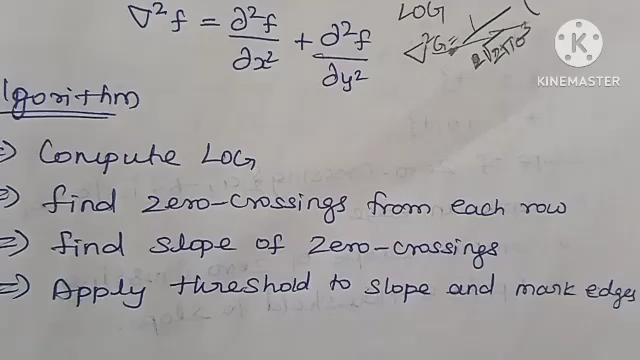 ∇²f = ∂²f/∂x² + ∂²f/∂y²
LOG
∇²G =
KINEMASTER
lgorithm
⇒ Compute LOG
⇒ find zero-crossings from each row
⇒ find slope of zero-crossings
⇒ Apply threshold to slope and mark edges